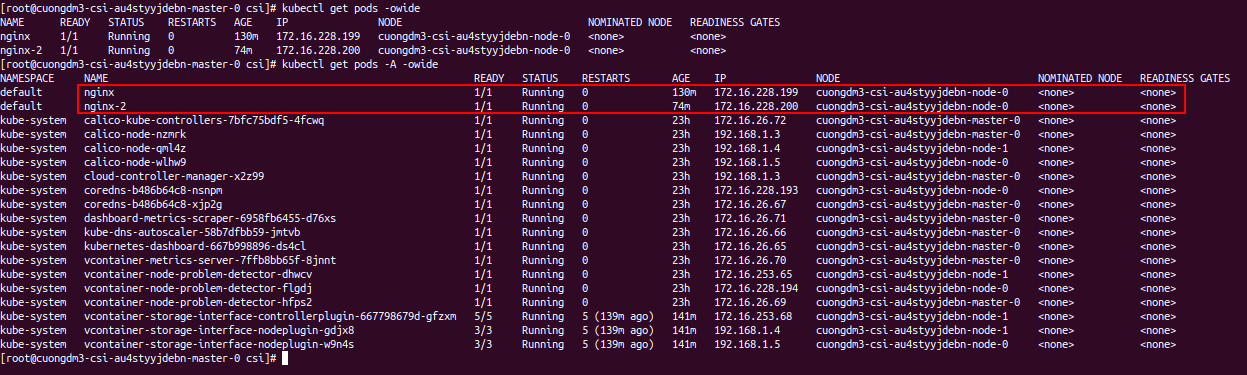 [root@cuongdm3-csi-au4styyjdebn-master-0 csi]# kubectl get pods -owide
NAME READY STATUS RESTARTS AGE IP NODE NOMINATED NODE READINESS GATES
nginx 1/1 Running 0 130m 172.16.228.199 cuongdm3-csi-au4styyjdebn-node-0 <none> <none>
nginx-2 1/1 Running 0 74m 172.16.228.200 cuongdm3-csi-au4styyjdebn-node-0 <none> <none>
[root@cuongdm3-csi-au4styyjdebn-master-0 csi]# kubectl get pods -A -owide
NAMESPACE NAME READY STATUS RESTARTS AGE IP NODE NOMINATED NODE READINESS GATES
default nginx 1/1 Running 0 130m 172.16.228.199 cuongdm3-csi-au4styyjdebn-node-0 <none> <none>
default nginx-2 1/1 Running 0 74m 172.16.228.200 cuongdm3-csi-au4styyjdebn-node-0 <none> <none>
kube-system calico-kube-controllers-7bfc75bdf5-4fcwq 1/1 Running 0 23h 172.16.26.72 cuongdm3-csi-au4styyjdebn-master-0 <none> <none>
kube-system calico-node-nzmrk 1/1 Running 0 23h 192.168.1.3 cuongdm3-csi-au4styyjdebn-master-0 <none> <none>
kube-system calico-node-qml4z 1/1 Running 0 23h 192.168.1.4 cuongdm3-csi-au4styyjdebn-node-1 <none> <none>
kube-system calico-node-wlhw9 1/1 Running 0 23h 192.168.1.5 cuongdm3-csi-au4styyjdebn-node-0 <none> <none>
kube-system cloud-controller-manager-x2z99 1/1 Running 0 23h 192.168.1.3 cuongdm3-csi-au4styyjdebn-master-0 <none> <none>
kube-system coredns-b486b64c8-nsnpm 1/1 Running 0 23h 172.16.228.193 cuongdm3-csi-au4styyjdebn-node-0 <none> <none>
kube-system coredns-b486b64c8-xjp2g 1/1 Running 0 23h 172.16.26.67 cuongdm3-csi-au4styyjdebn-master-0 <none> <none>
kube-system dashboard-metrics-scraper-6958fb6455-d76xs 1/1 Running 0 23h 172.16.26.71 cuongdm3-csi-au4styyjdebn-master-0 <none> <none>
kube-system kube-dns-autoscaler-58b7dfbb59-jmtvb 1/1 Running 0 23h 172.16.26.66 cuongdm3-csi-au4styyjdebn-master-0 <none> <none>
kube-system kubernetes-dashboard-667b998896-ds4cl 1/1 Running 0 23h 172.16.26.65 cuongdm3-csi-au4styyjdebn-master-0 <none> <none>
kube-system vcontainer-metrics-server-7ffb8bb65f-8jnnt 1/1 Running 0 23h 172.16.26.70 cuongdm3-csi-au4styyjdebn-master-0 <none> <none>
kube-system vcontainer-node-problem-detector-dhwcv 1/1 Running 0 23h 172.16.253.65 cuongdm3-csi-au4styyjdebn-node-1 <none> <none>
kube-system vcontainer-node-problem-detector-flgdj 1/1 Running 0 23h 172.16.228.194 cuongdm3-csi-au4styyjdebn-node-0 <none> <none>
kube-system vcontainer-node-problem-detector-hfps2 1/1 Running 0 23h 172.16.26.69 cuongdm3-csi-au4styyjdebn-master-0 <none> <none>
kube-system vcontainer-storage-interface-controllerplugin-667798679d-gfzxm 5/5 Running 5 (139m ago) 141m 172.16.253.68 cuongdm3-csi-au4styyjdebn-node-1 <none> <none>
kube-system vcontainer-storage-interface-nodeplugin-gdjx8 3/3 Running 5 (139m ago) 141m 192.168.1.4 cuongdm3-csi-au4styyjdebn-node-1 <none> <none>
kube-system vcontainer-storage-interface-nodeplugin-w9n4s 3/3 Running 5 (139m ago) 141m 192.168.1.5 cuongdm3-csi-au4styyjdebn-node-0 <none> <none>
[root@cuongdm3-csi-au4styyjdebn-master-0 csi]#